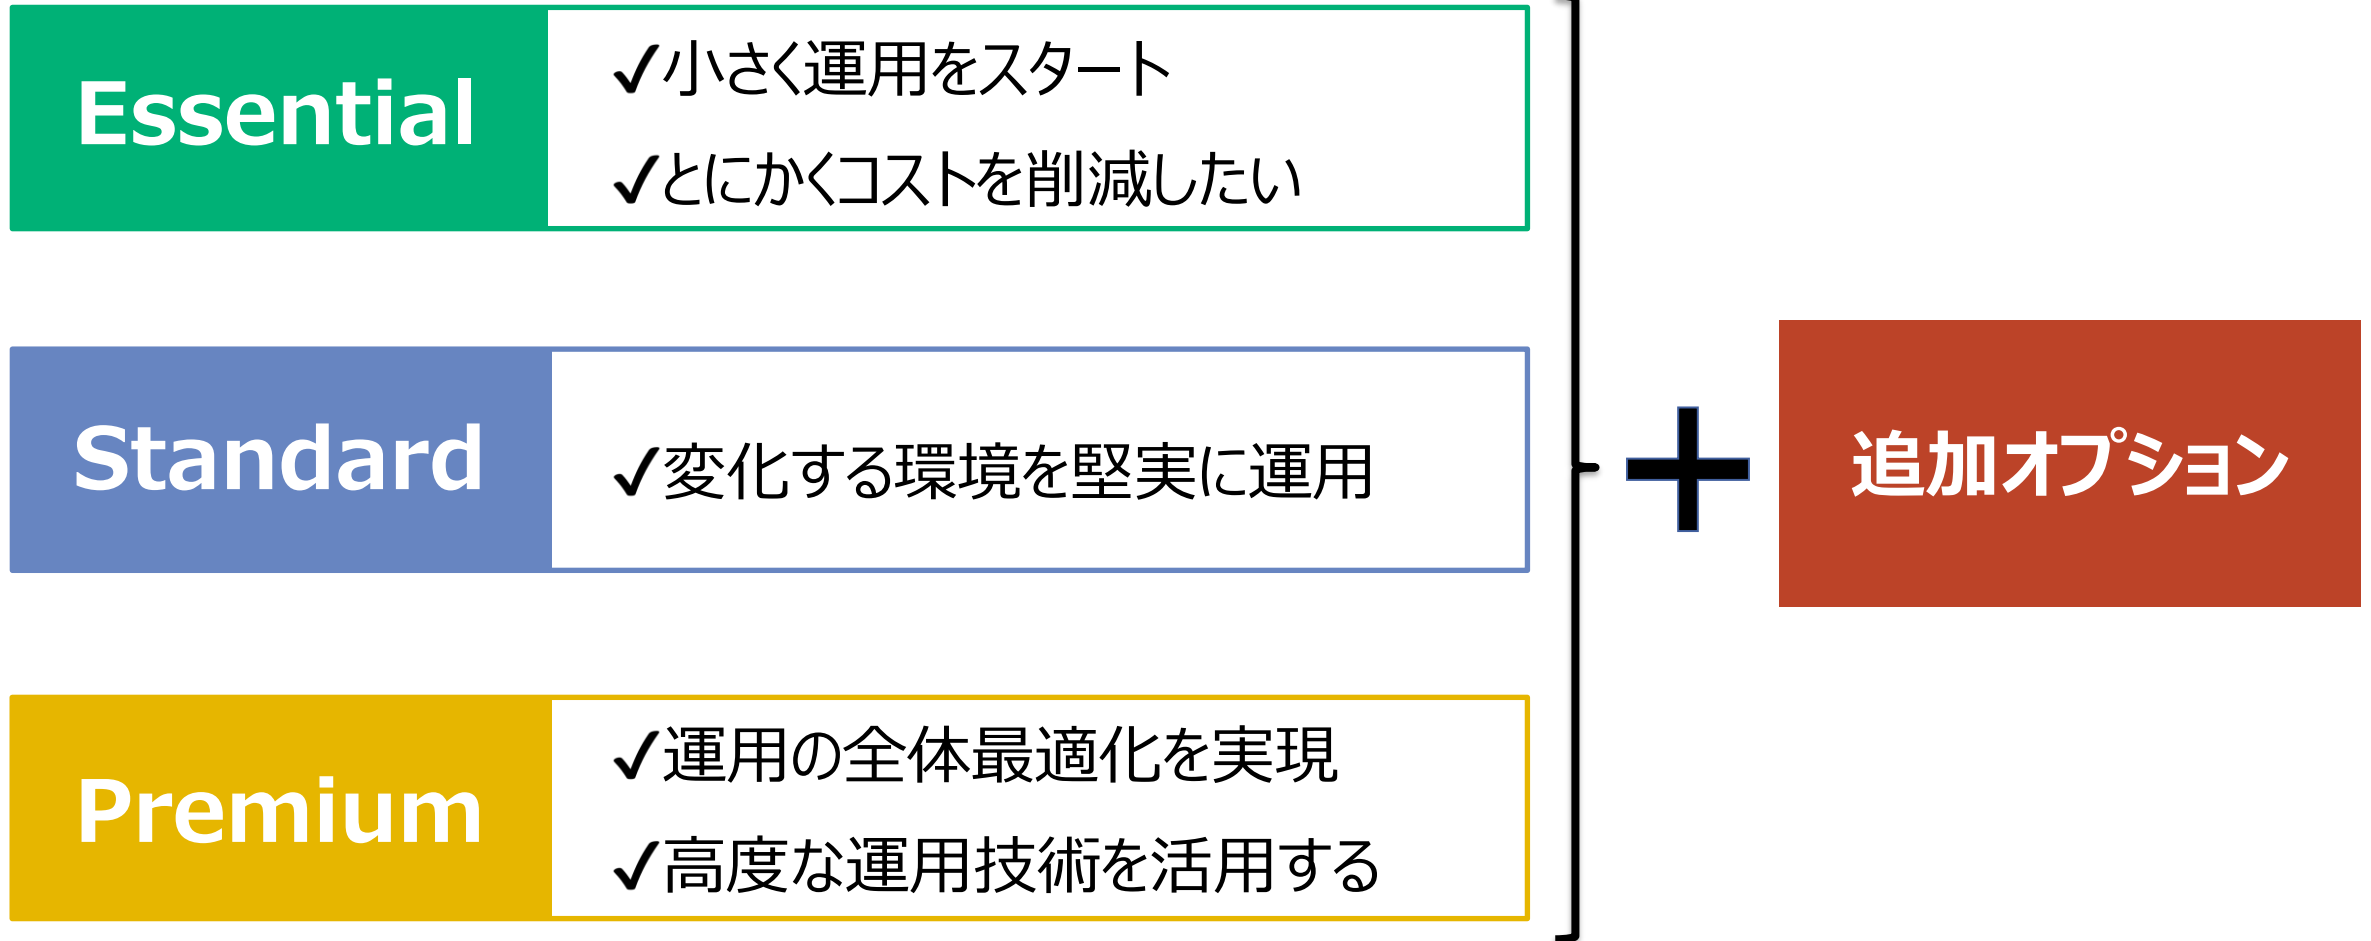 Essential
✓小さく運用をスタート
✓とにかくコストを削減したい
Standard
✓変化する環境を堅実に運用
追加オプション
Premium
✓運用の全体最適化を実現
✓高度な運用技術を活用する